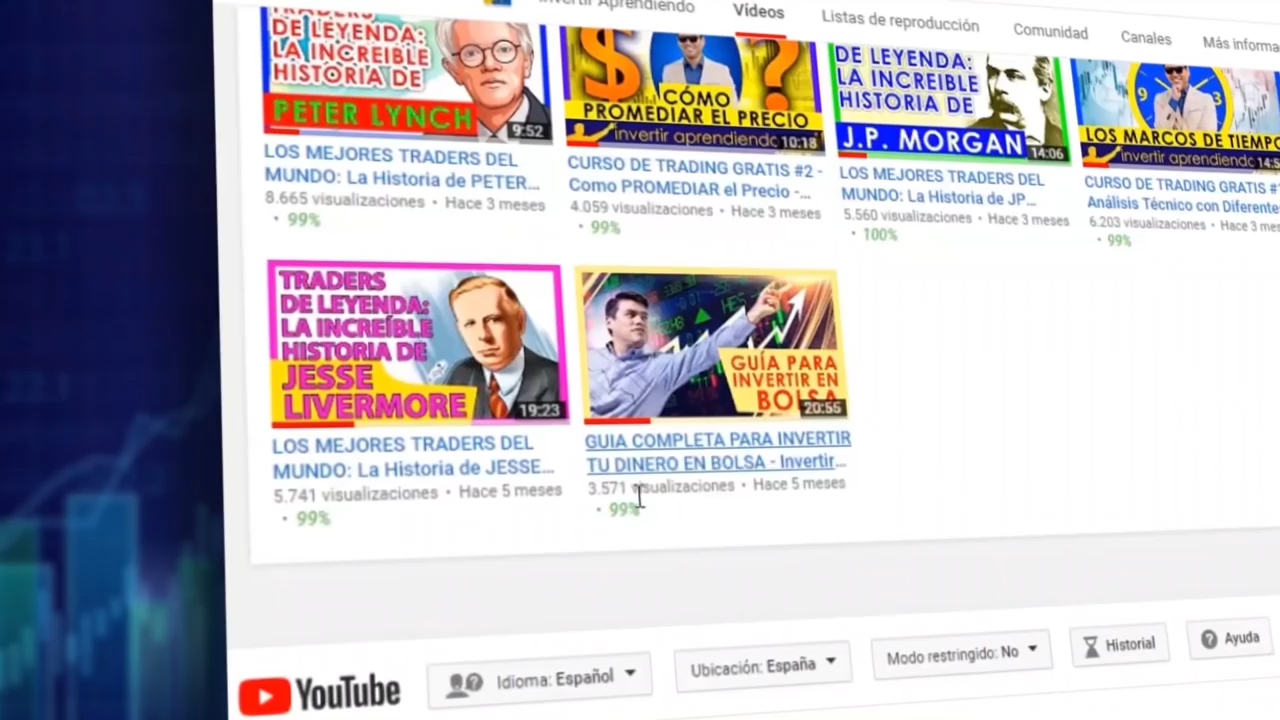 Invertir Aprendiendo
Vídeos
Listas de reproducción
Comunidad
Canales
Más informa
TRADERS
DE LEYENDA:
LA INCREIBLE
HISTORIA DE
PETER LYNCH
9:52
$ ?
CÓMO
PROMEDIAR EL PRECIO
invertir aprendiendo
10:18
DE LEYENDA:
LA INCREIBLE
HISTORIA DE
J.P. MORGAN
14:06
9 3
LOS MARCOS DE TIEMPO
invertir aprendiendo
14:5
LOS MEJORES TRADERS DEL
MUNDO: La Historia de PETER...
8.665 visualizaciones • Hace 3 meses
• 99%
CURSO DE TRADING GRATIS #2 -
Como PROMEDIAR el Precio -...
4.059 visualizaciones • Hace 3 meses
• 99%
LOS MEJORES TRADERS DEL
MUNDO: La Historia de JP...
5.560 visualizaciones • Hace 3 meses
• 100%
CURSO DE TRADING GRATIS #
Análisis Técnico con Diferente
6.203 visualizaciones • Hace 3 me
• 99%
TRADERS
DE LEYENDA:
LA INCREÍBLE
HISTORIA DE
JESSE
LIVERMORE
19:23
GUÍA PARA
INVERTIR EN
BOLSA
20:55
LOS MEJORES TRADERS DEL
MUNDO: La Historia de JESSE...
5.741 visualizaciones • Hace 5 meses
• 99%
GUIA COMPLETA PARA INVERTIR
TU DINERO EN BOLSA - Invertir...
3.571 visualizaciones • Hace 5 meses
• 99%
YouTube
Idioma: Español
Ubicación: España
Modo restringido: No
Historial
Ayuda